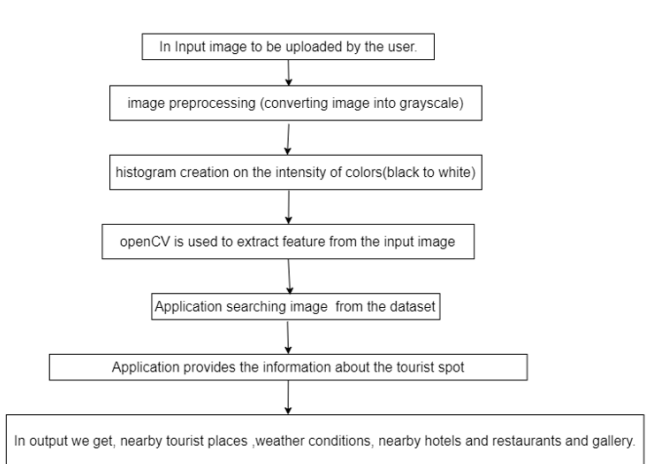 In Input image to be uploaded by the user.
image preprocessing (converting image into grayscale)
histogram creation on the intensity of colors(black to white)
openCV is used to extract feature from the input image
Application searching image  from the dataset
Application provides the information about the tourist spot
In output we get, nearby tourist places ,weather conditions, nearby hotels and restaurants and gallery.